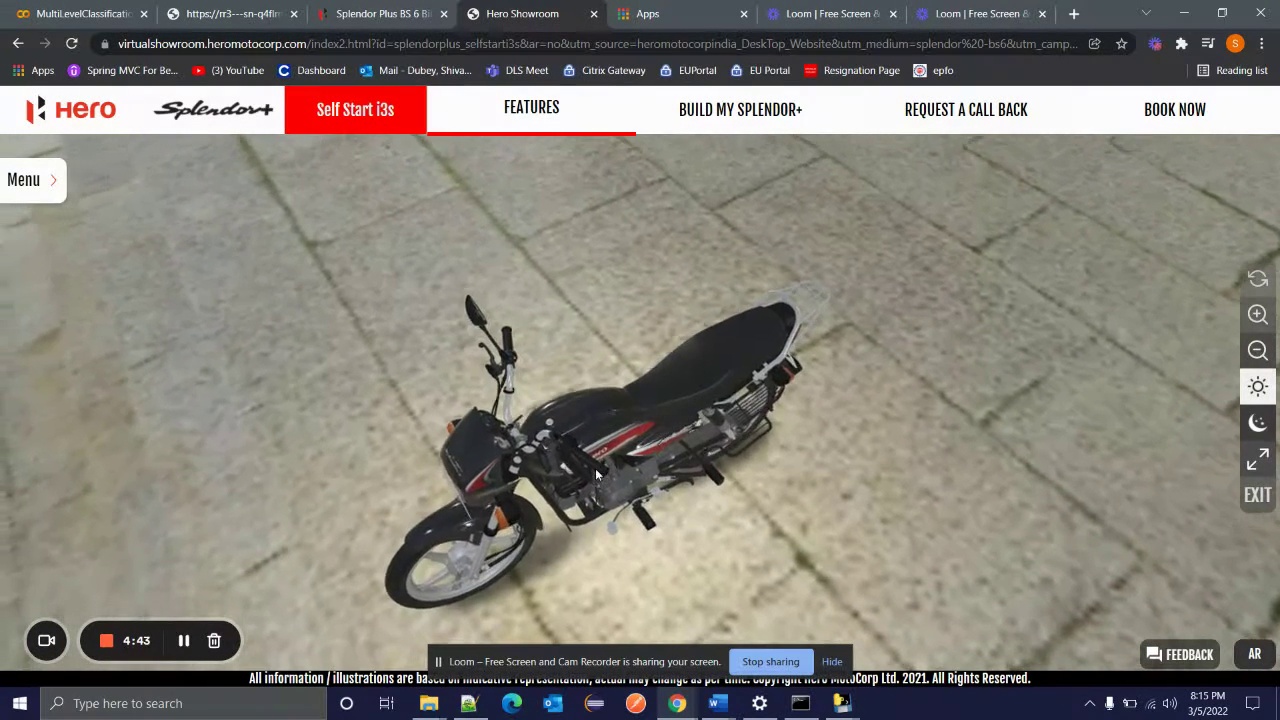 MultiLevelClassificatio
https://rr3---sn-q4flrn
Splendor Plus BS 6 Bi
Hero Showroom
Apps
Loom | Free Screen &
Loom | Free Screen &
virtualshowroom.heromotocorp.com/index2.html?id=splendorplus_selfstarti3s&at=no&utm_source=heromotocorpindia_DeskTop_Website&utm_medium=splendor%20-bs6&utm_camp...
Apps
Spring MVC For Be...
(3) YouTube
Dashboard
Mail - Dubey, Shiva...
DLS Meet
Citrix Gateway
EUPortal
EU Portal
Resignation Page
epfo
Reading list
HERO
Splendor+
Self Start i3s
FEATURES
BUILD MY SPLENDOR+
REQUEST A CALL BACK
BOOK NOW
Menu
EXIT
4:43
Loom – Free Screen and Cam Recorder is sharing your screen.
Stop sharing
Hide
FEEDBACK
AR
All information / illustrations are based on indicative representation, actual may change as per time. Copyright Hero MotoCorp Ltd. 2021. All Rights Reserved.
Type here to search
8:15 PM
3/5/2022